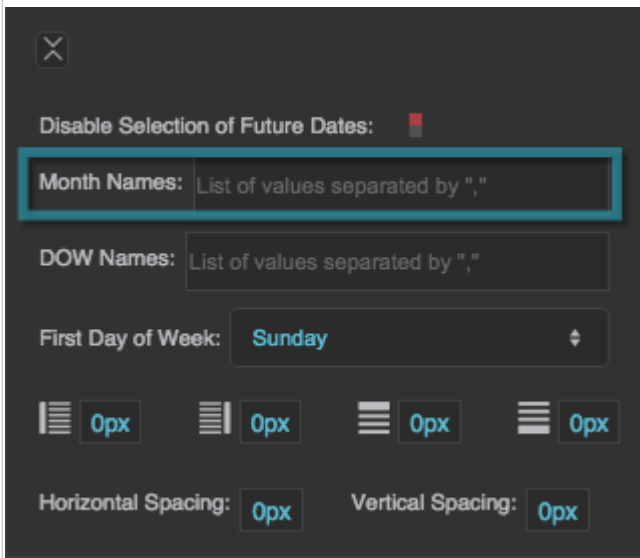 Disable Selection of Future Dates:
Month Names: List of values separated by ","
DOW Names: List of values separated by ","
First Day of Week: Sunday
0px 0px 0px 0px
Horizontal Spacing: 0px Vertical Spacing: 0px